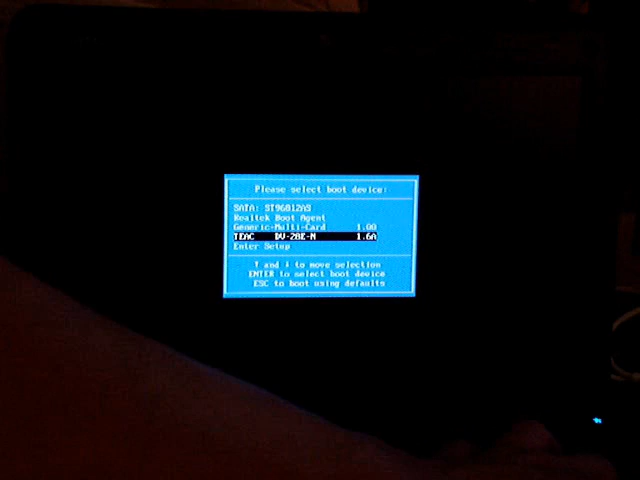 Please select boot device:
SATA: ST96812AS
Realtek Boot Agent
Generic-Multi-Card 1.00
TEAC DV-28E-N 1.6A
Enter Setup
↑ and ↓ to move selection
ENTER to select boot device
ESC to boot using defaults